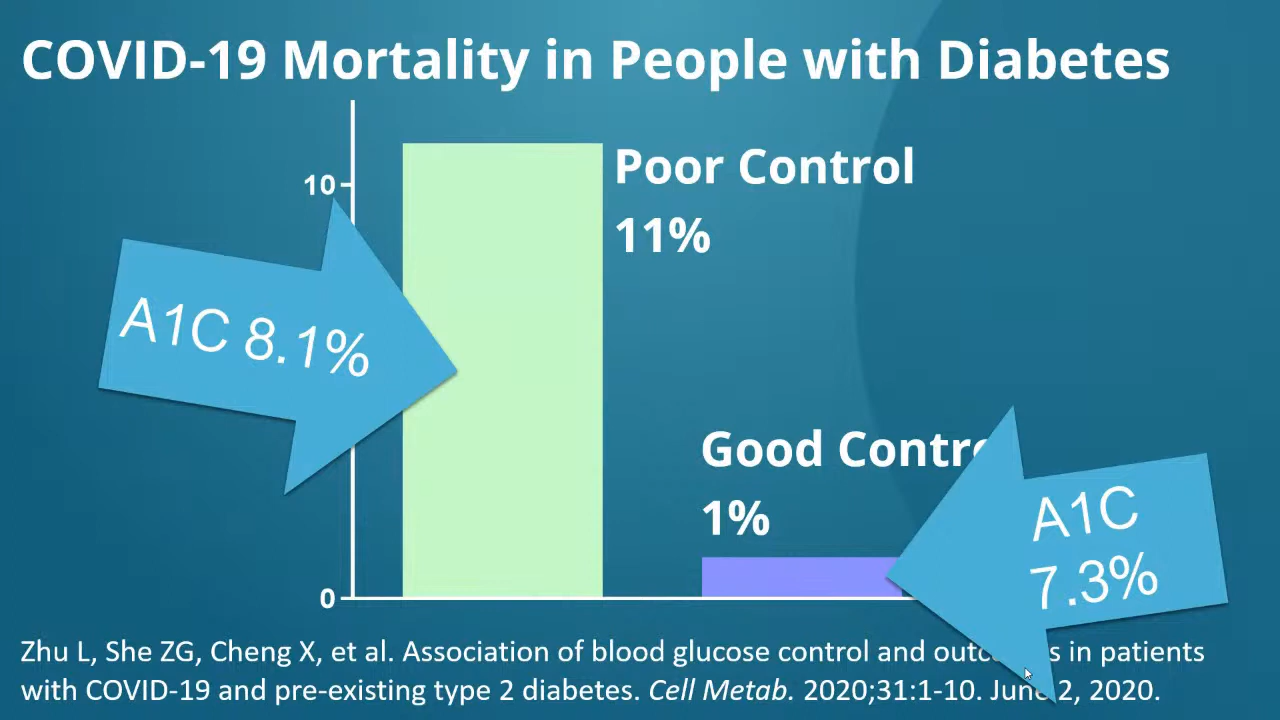 COVID-19 Mortality in People with Diabetes
10
Poor Control
11%
A1C 8.1%
Good
1%
A1C
7.3%
0
Zhu L, She ZG, Cheng X, et al. Association of blood glucose control and in patients
with COVID-19 and pre-existing type 2 diabetes. Cell Metab. 2020;31:1-10. June 2, 2020.